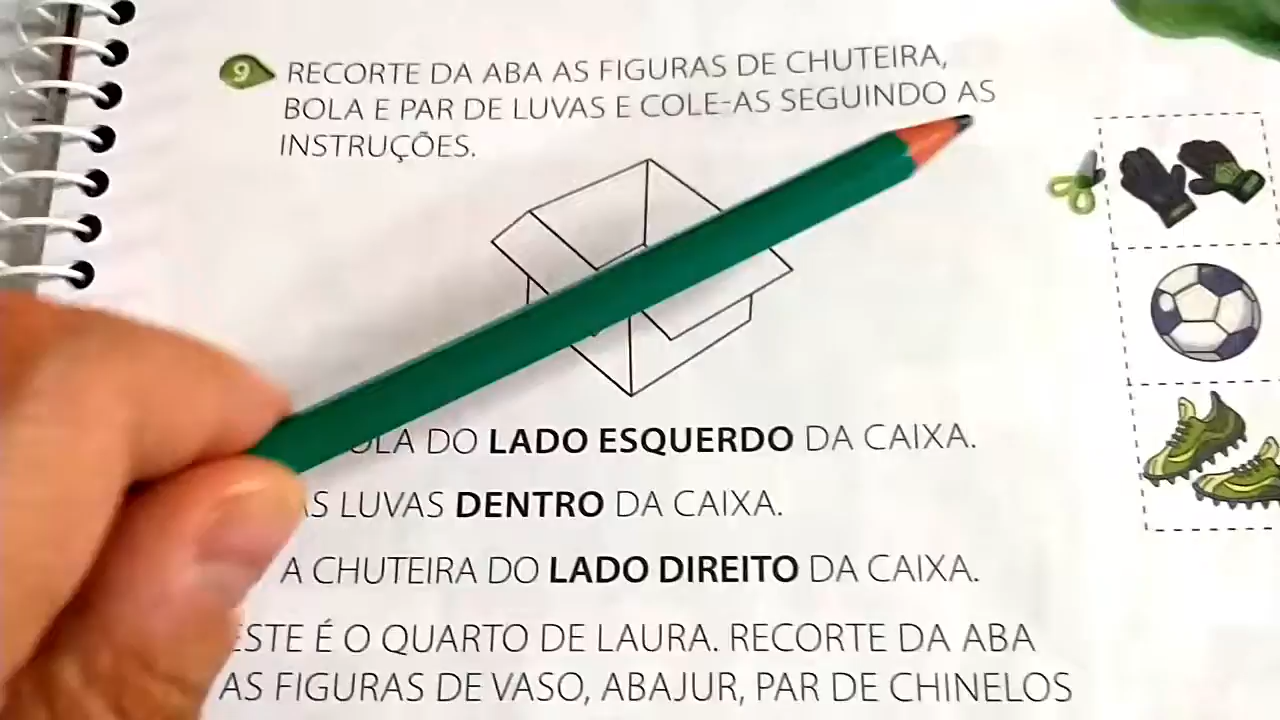 9 RECORTE DA ABA AS FIGURAS DE CHUTEIRA,
BOLA E PAR DE LUVAS E COLE-AS SEGUINDO AS
INSTRUÇÕES.
DO LADO ESQUERDO DA CAIXA.
LUVAS DENTRO DA CAIXA.
A CHUTEIRA DO LADO DIREITO DA CAIXA.
ESTE É O QUARTO DE LAURA. RECORTE DA ABA
AS FIGURAS DE VASO, ABAJUR, PAR DE CHINELOS